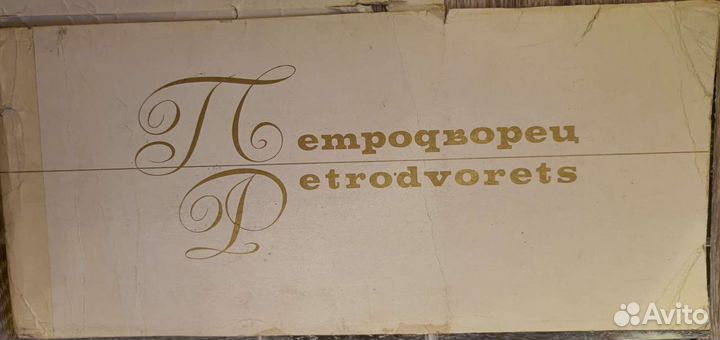 Петродворец
Petrodvorets
Avito